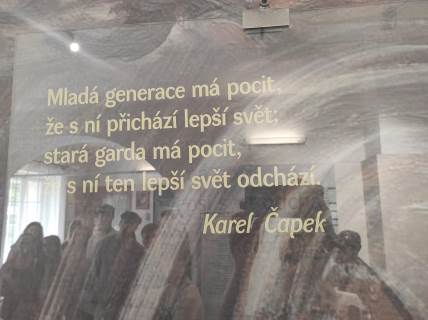 Mladá generace má pocit,
že s ní přichází lepší svět;
stará garda má pocit,
s ní ten lepší svět odchází.
Karel Čapek